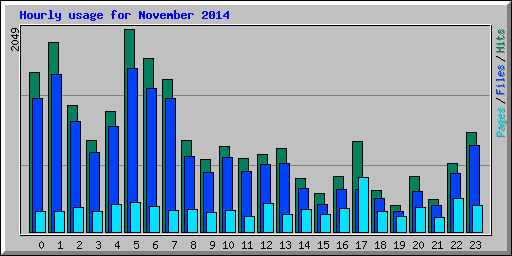 Hourly usage for November 2014
2049
Pages/Files/Hits
0 1 2 3 4 5 6 7 8 9 10 11 12 13 14 15 16 17 18 19 20 21 22 23